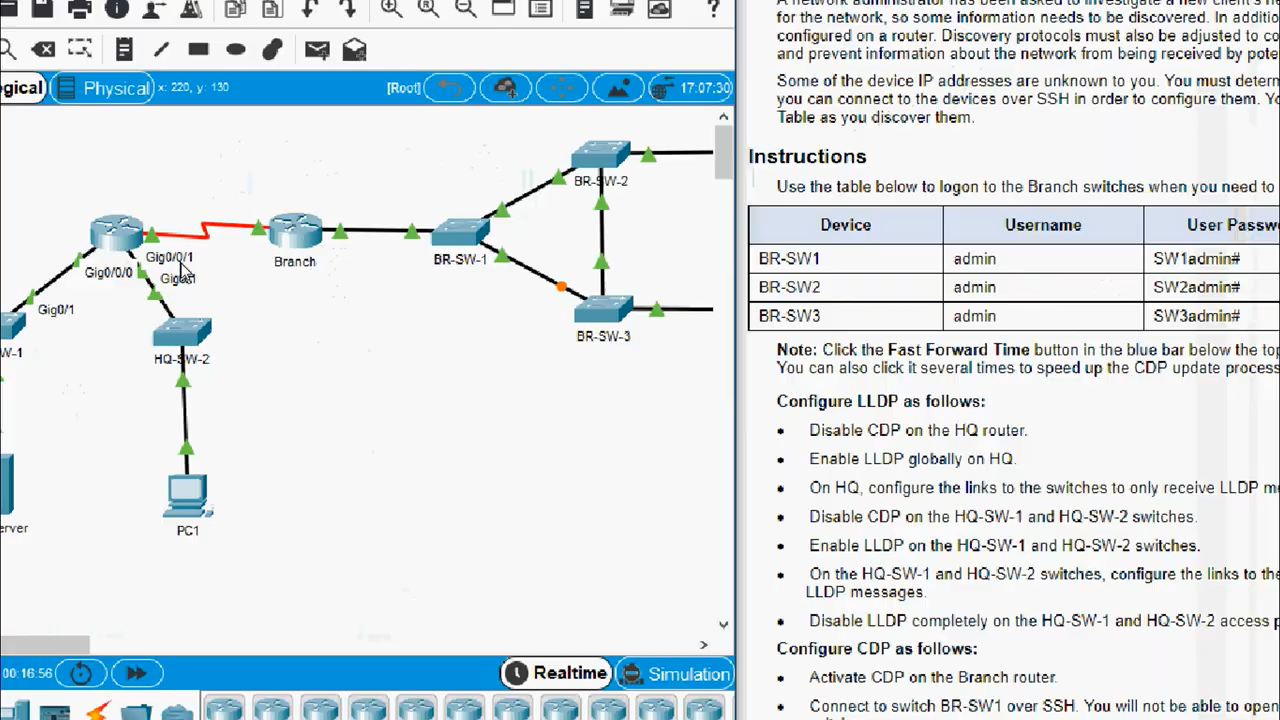 A network administrator has been asked to investigate a new client's
for the network, so some information needs to be discovered. In additio
configured on a router. Discovery protocols must also be adjusted to co
and prevent information about the network from being received by pote
Some of the device IP addresses are unknown to you. You must deterr
you can connect to the devices over SSH in order to configure them. Yo
Table as you discover them.
Instructions
Use the table below to logon to the Branch switches when you need to
Device Username User Passwo
BR-SW1 admin SW1admin#
BR-SW2 admin SW2admin#
BR-SW3 admin SW3admin#
Note: Click the Fast Forward Time button in the blue bar below the top
You can also click it several times to speed up the CDP update process
Configure LLDP as follows:
• Disable CDP on the HQ router.
• Enable LLDP globally on HQ.
• On HQ, configure the links to the switches to only receive LLDP me
• Disable CDP on the HQ-SW-1 and HQ-SW-2 switches.
• Enable LLDP on the HQ-SW-1 and HQ-SW-2 switches.
• On the HQ-SW-1 and HQ-SW-2 switches, configure the links to the
LLDP messages.
• Disable LLDP completely on the HQ-SW-1 and HQ-SW-2 access p
Configure CDP as follows:
• Activate CDP on the Branch router.
• Connect to switch BR-SW1 over SSH. You will not be able to open
ogical Physical x: 220, y: 130 [Root] 17:07:30
BR-SW-2
Gig0/0/1
Branch
BR-SW-1
Gig0/0/0
Gig0/1
W-1
HQ-SW-2
BR-SW-3
erver
PC1
00:16:56 Realtime Simulation